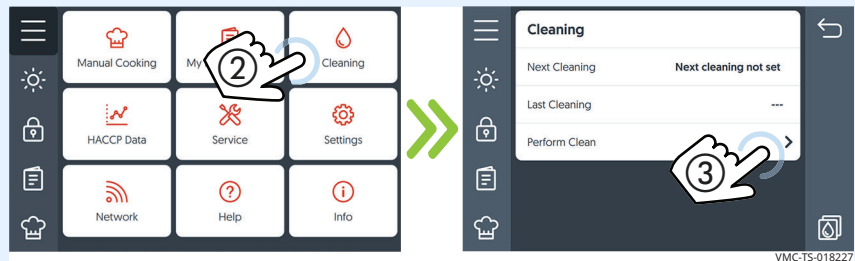 Manual Cooking
My
Cleaning
2
HACCP Data
Service
Settings
Network
Help
Info
Cleaning
Next Cleaning Next cleaning not set
Last Cleaning ---
Perform Clean
3
VMC-TS-018227